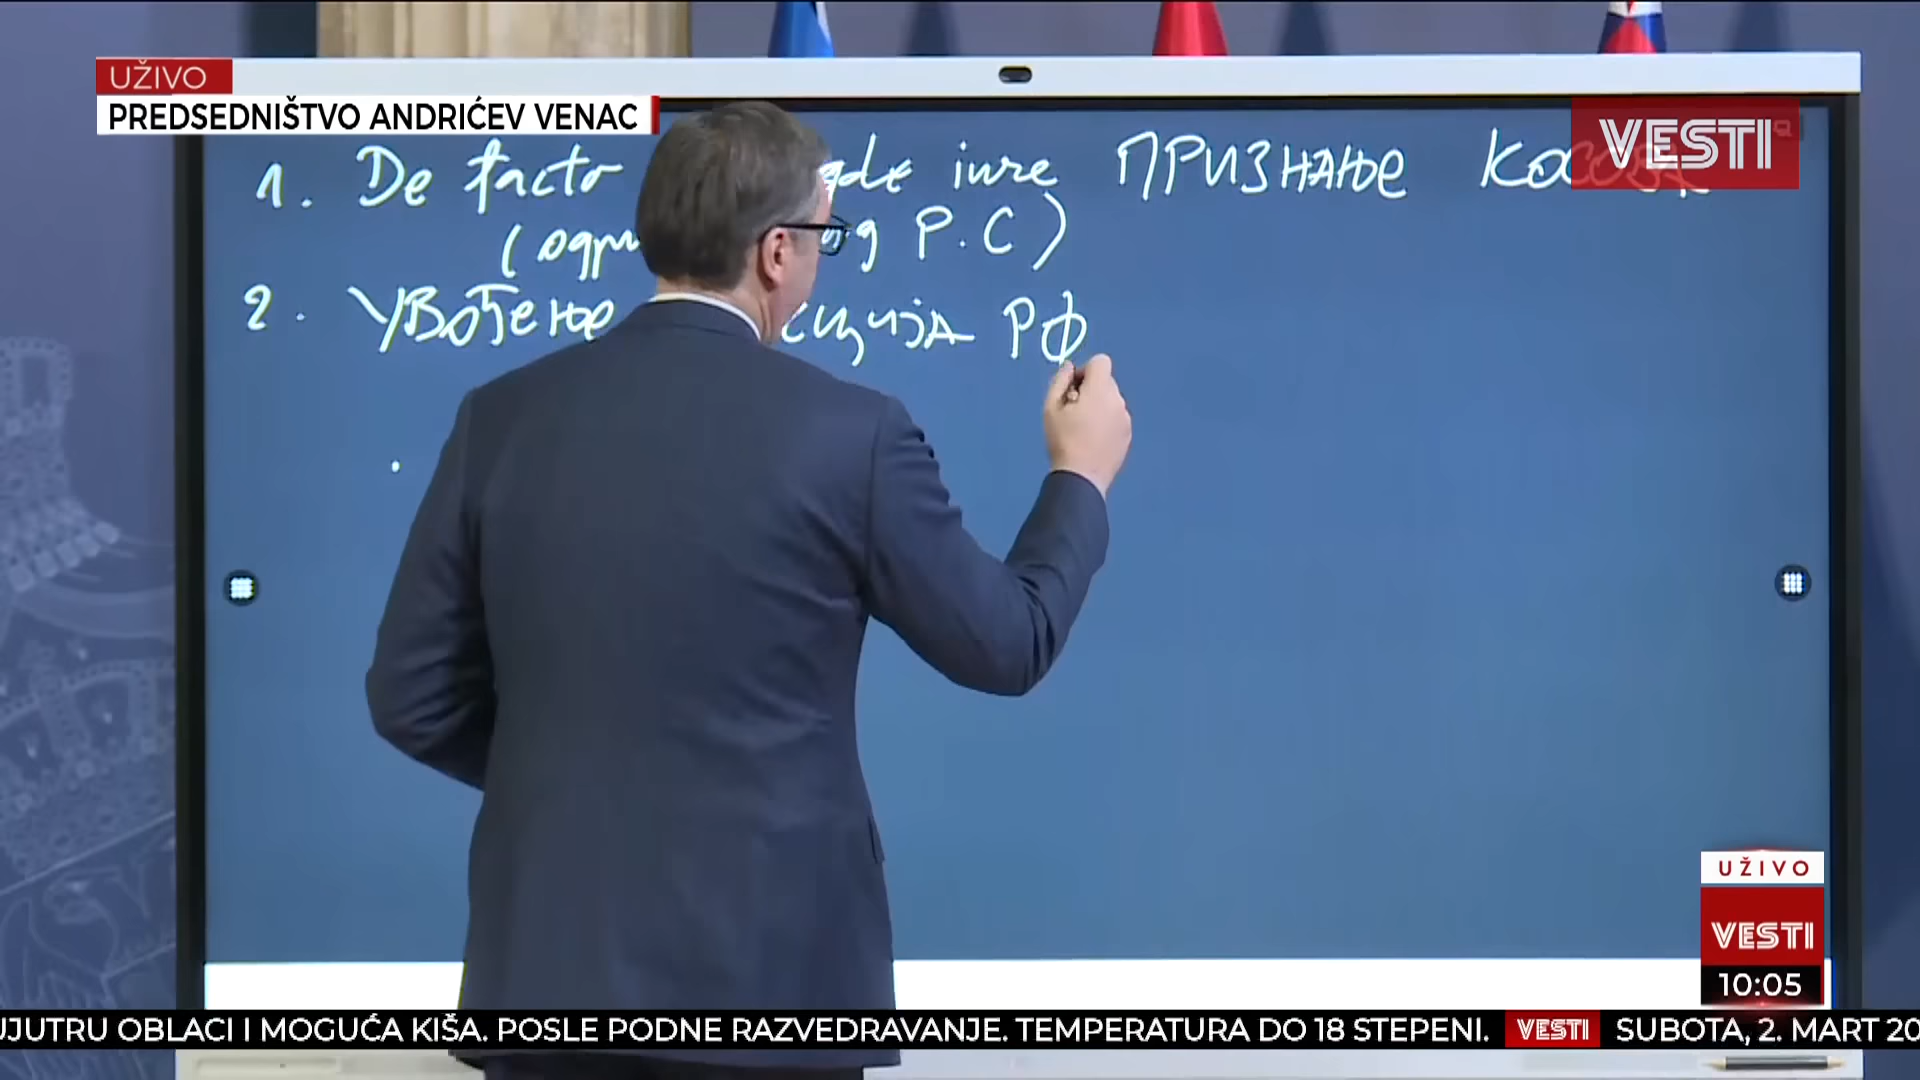 UŽIVO
PREDSEDNIŠTVO ANDRIĆEV VENAC
VESTI
1. De facto iure ПРИЗНАЊЕ
Р.С)
2. УВОЂЕЊЕ РФ
UŽIVO
VESTI
10:05
UJUTRU OBLACI I MOGUĆA KIŠA. POSLE PODNE RAZVEDRAVANJE. TEMPERATURA DO 18 STEPENI. VESTI SUBOTA, 2. MART 20